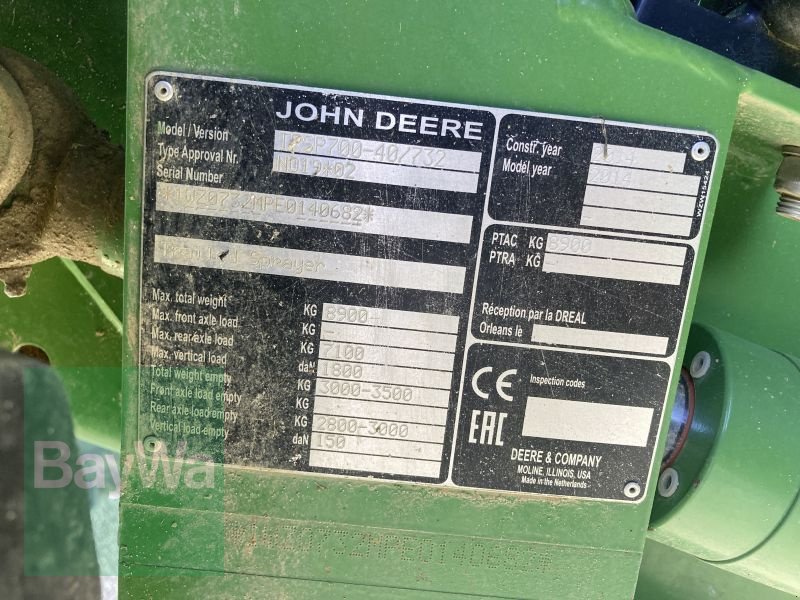 JOHN DEERE
Model / Version
Type Approval Nr. N019*02
Serial Number
Sprayer
Max. total weight KG 8900
Max. front axle load KG -
Max. rear axle load KG 7100
Max. vertical load daN 1800
Total weight empty KG 3000-3500
Front axle load empty KG
Rear axle load empty KG 2800-3000
Vertical load empty daN 150
Constr. year
Model year 2014
PTAC KG 8900
PTRA KG -
Réception par la DREAL
Orleans le
CE
EAC
Inspection codes
DEERE & COMPANY
MOLINE, ILLINOIS, USA
Made in the Netherlands
BayWa